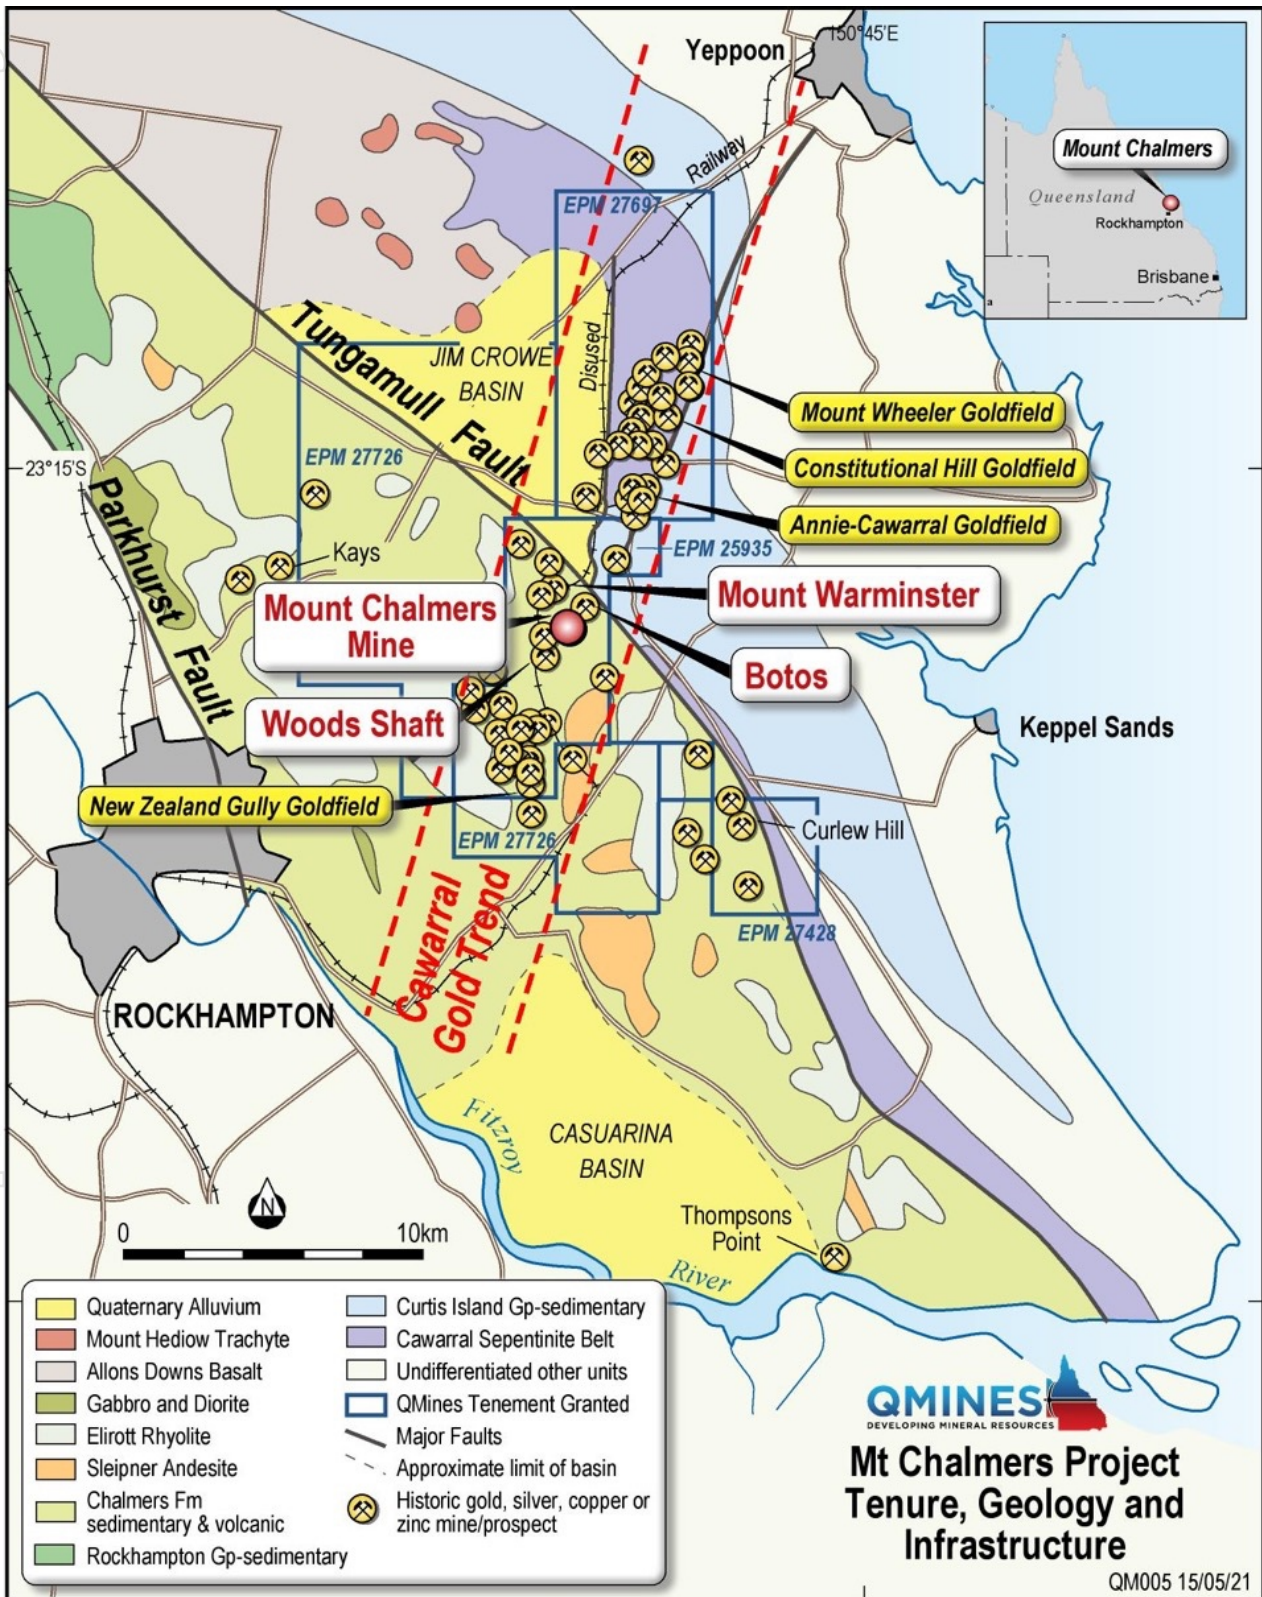 Yeppoon
150°45'E
Mount Chalmers
Queensland
Rockhampton
Brisbane
a
Railway
EPM 27697
Tungamull Fault
JIM CROWE
BASIN
Disused
Mount Wheeler Goldfield
Constitutional Hill Goldfield
Annie-Cawarral Goldfield
EPM 27726
23°15'S
Parkhurst Fault
Kays
EPM 25935
Mount Chalmers
Mine
Mount Warminster
Botos
Woods Shaft
Keppel Sands
New Zealand Gully Goldfield
EPM 27726
Curlew Hill
EPM 27428
Cawarral
Gold Trend
ROCKHAMPTON
Fitzroy
CASUARINA
BASIN
Thompsons
Point
River
N
0 10km
Quaternary Alluvium
Mount Hediow Trachyte
Allons Downs Basalt
Gabbro and Diorite
Elirott Rhyolite
Sleipner Andesite
Chalmers Fm
sedimentary & volcanic
Rockhampton Gp-sedimentary
Curtis Island Gp-sedimentary
Cawarral Sepentinite Belt
Undifferentiated other units
QMines Tenement Granted
Major Faults
Approximate limit of basin
Historic gold, silver, copper or
zinc mine/prospect
QMINES
DEVELOPING MINERAL RESOURCES
Mt Chalmers Project
Tenure, Geology and
Infrastructure
QM005 15/05/21